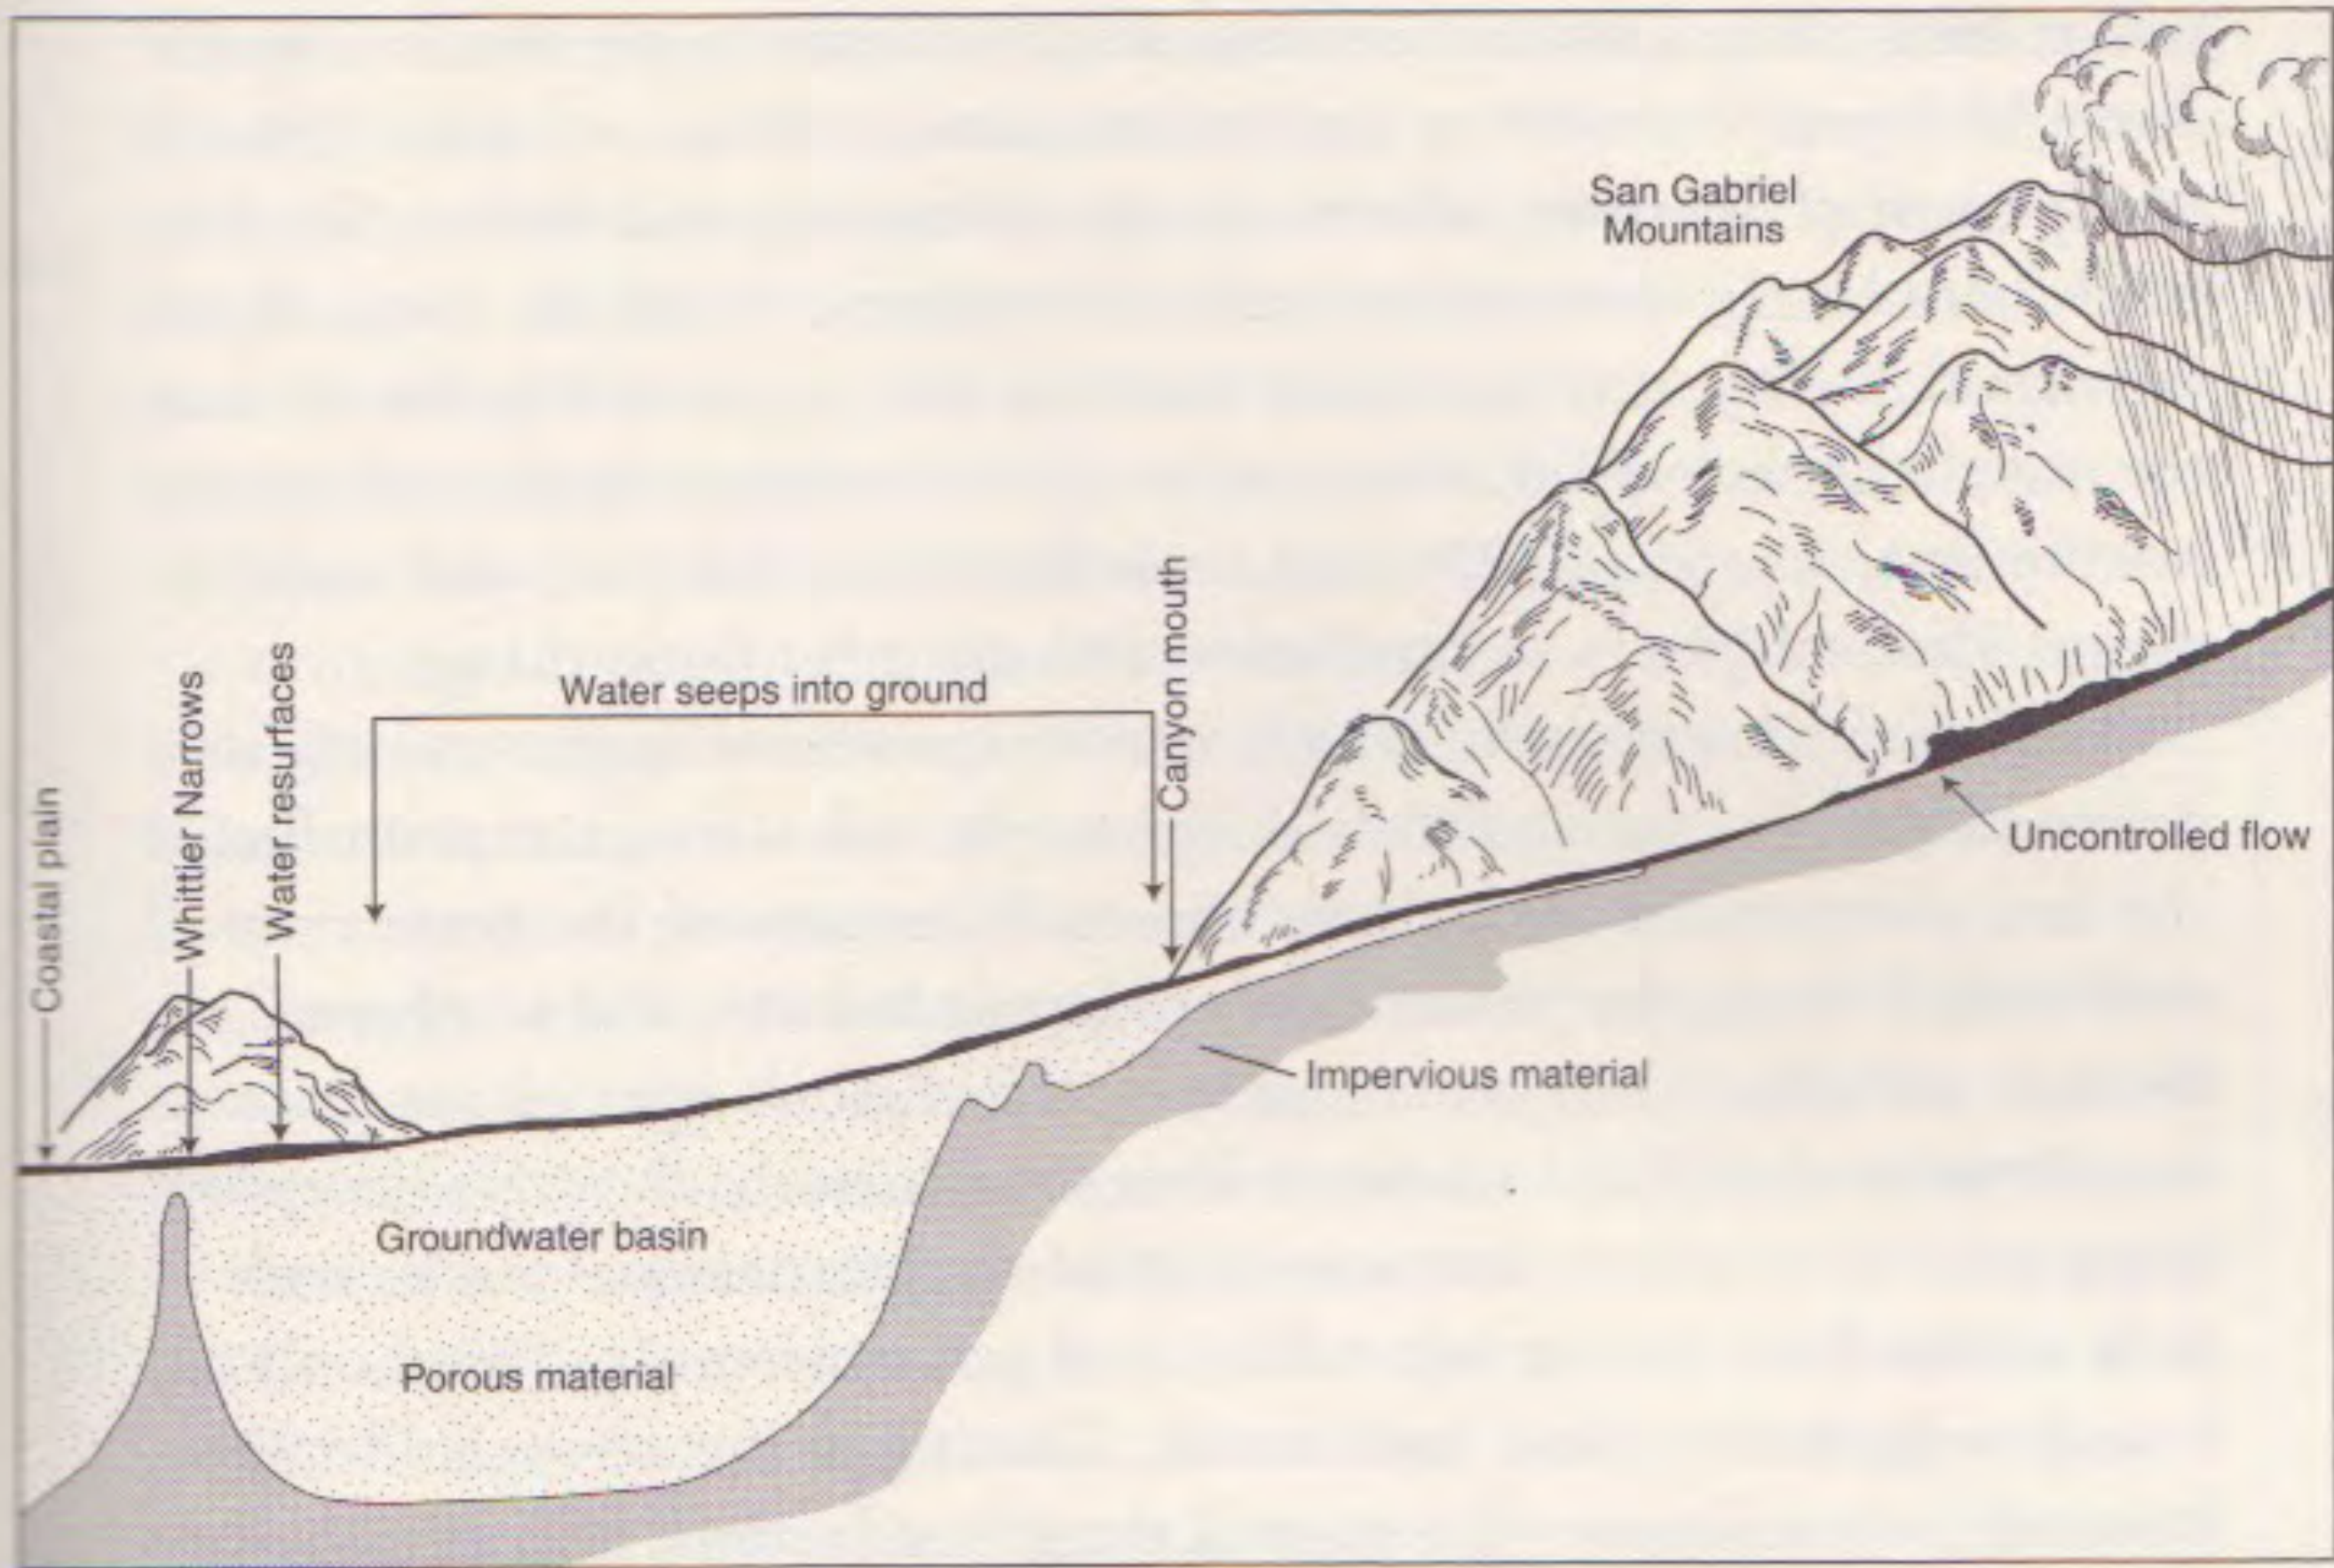 San Gabriel
Mountains
Canyon mouth
Water seeps into ground
Water resurfaces
Whittier Narrows
Coastal plain
Uncontrolled flow
Impervious material
Groundwater basin
Porous material